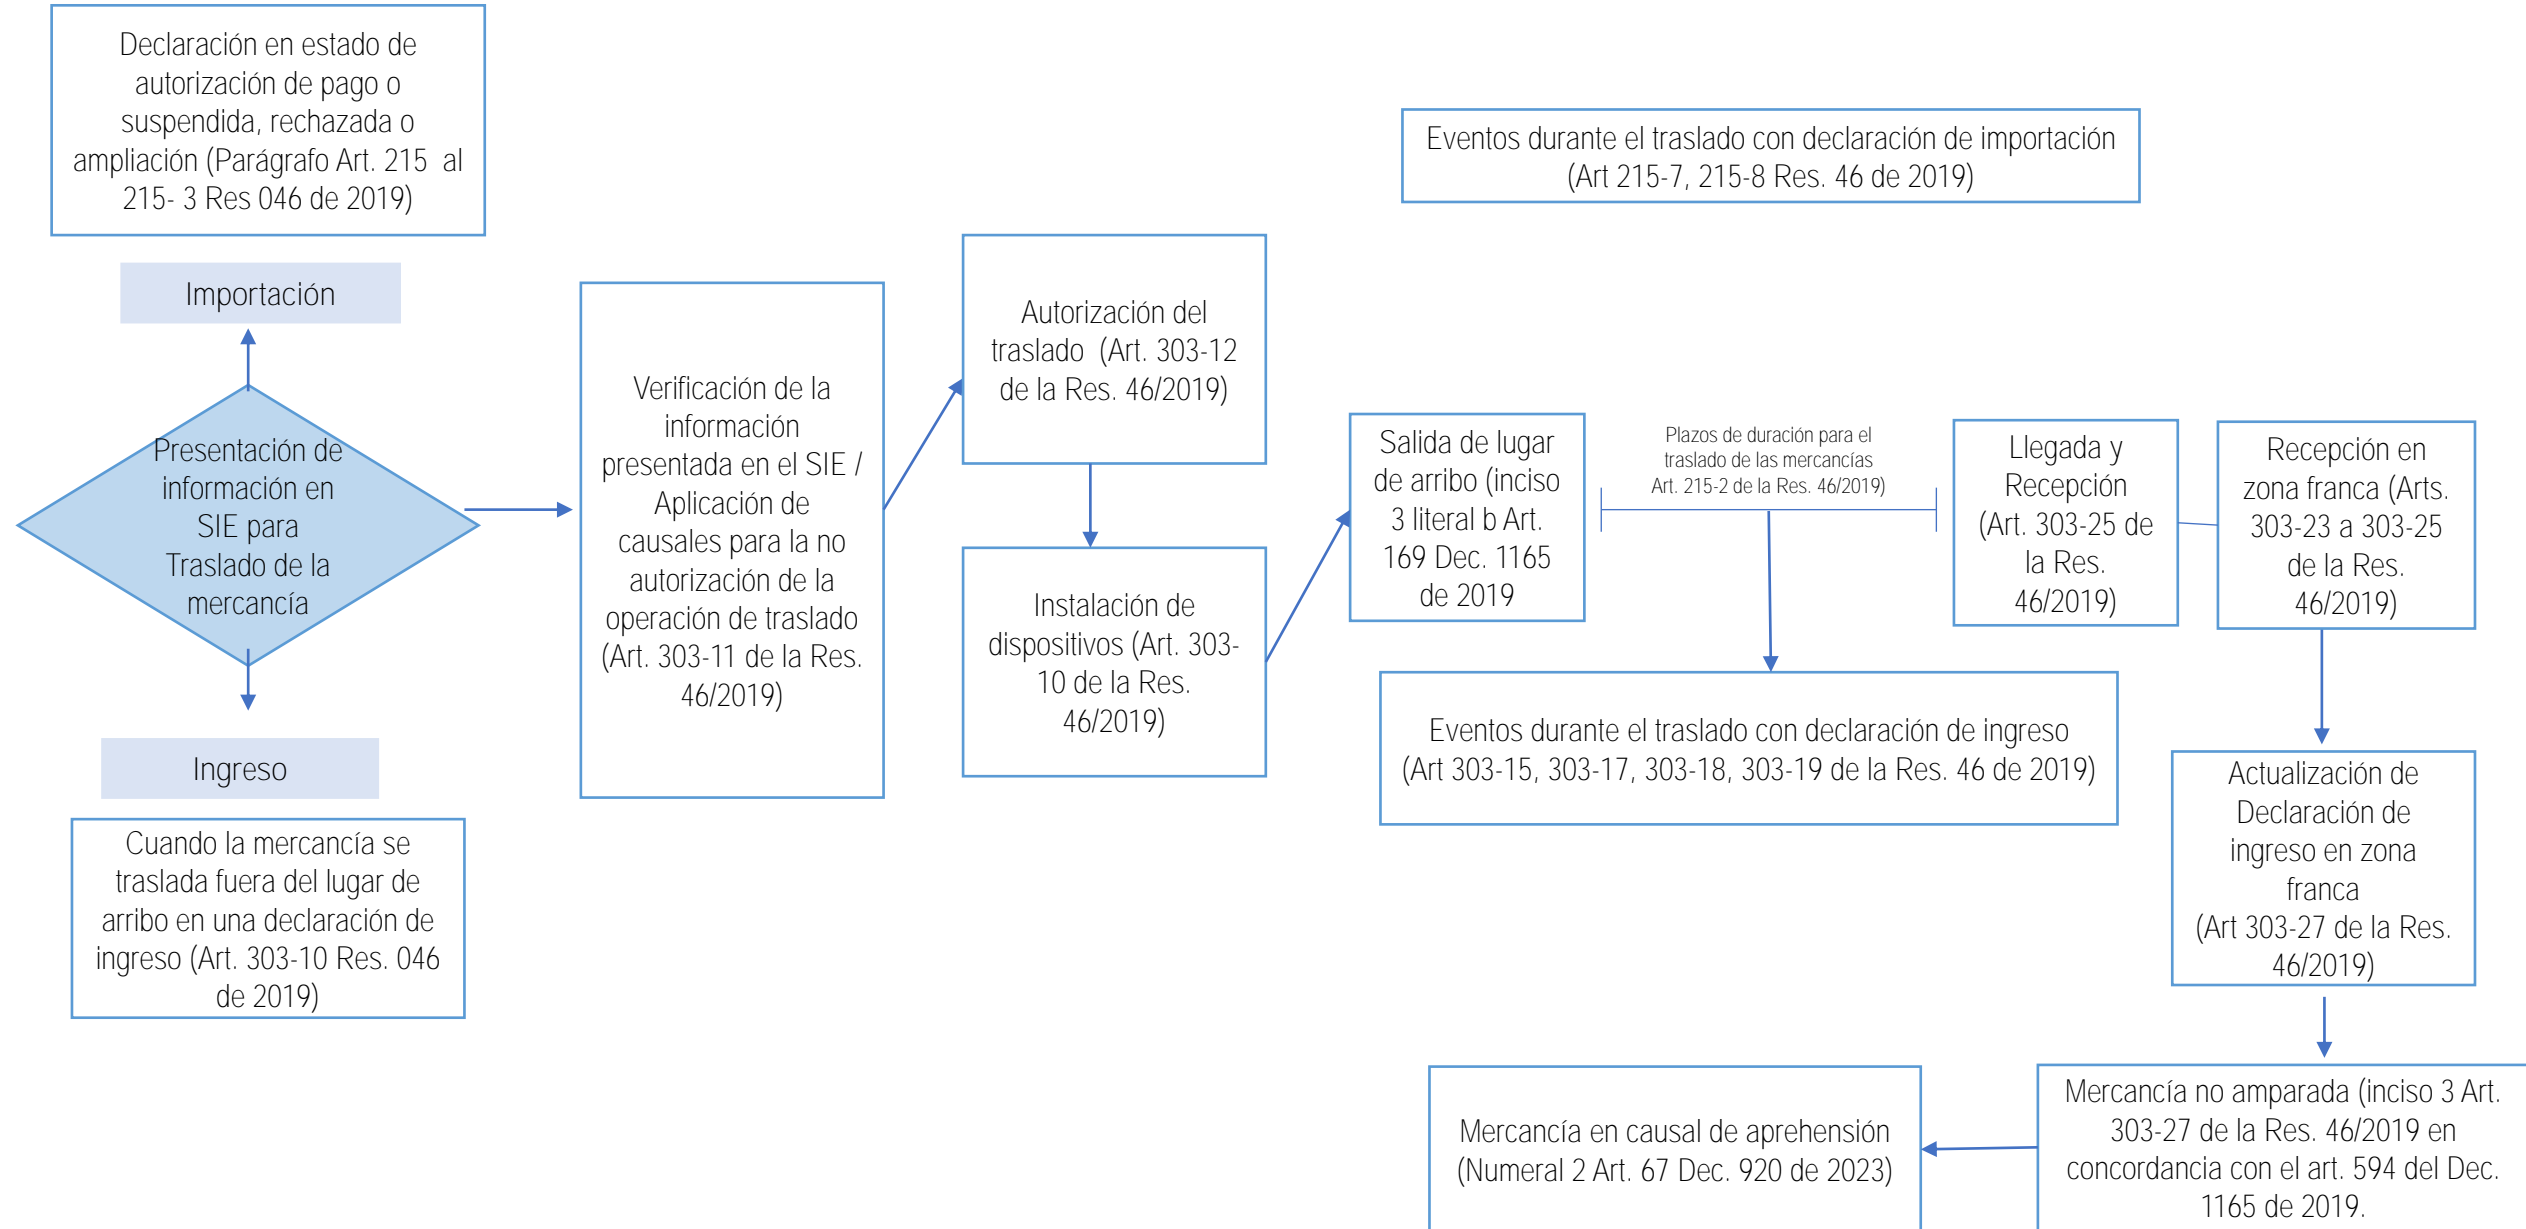 Declaración en estado de
autorización de pago o
suspendida, rechazada o
ampliación (Parágrafo Art. 215 al
215- 3 Res 046 de 2019)
Importación
Presentación de
información en
SIE para
Traslado de la
mercancía
Ingreso
Cuando la mercancía se
traslada fuera del lugar de
arribo en una declaración de
ingreso (Art. 303-10 Res. 046
de 2019)
Verificación de la
información
presentada en el SIE /
Aplicación de
causales para la no
autorización de la
operación de traslado
(Art. 303-11 de la Res.
46/2019)
Autorización del
traslado (Art. 303-12
de la Res. 46/2019)
Instalación de
dispositivos (Art. 303-
10 de la Res.
46/2019)
Salida de lugar
de arribo (inciso
3 literal b Art.
169 Dec. 1165
de 2019
Eventos durante el traslado con declaración de importación
(Art 215-7, 215-8 Res. 46 de 2019)
Plazos de duración para el
traslado de las mercancías
Art. 215-2 de la Res. 46/2019)
Eventos durante el traslado con declaración de ingreso
(Art 303-15, 303-17, 303-18, 303-19 de la Res. 46 de 2019)
Llegada y
Recepción
(Art. 303-25 de
la Res.
46/2019)
Recepción en
zona franca (Arts.
303-23 a 303-25
de la Res.
46/2019)
Actualización de
Declaración de
ingreso en zona
franca
(Art 303-27 de la Res.
46/2019)
Mercancía no amparada (inciso 3 Art.
303-27 de la Res. 46/2019 en
concordancia con el art. 594 del Dec.
1165 de 2019.
Mercancía en causal de aprehensión
(Numeral 2 Art. 67 Dec. 920 de 2023)